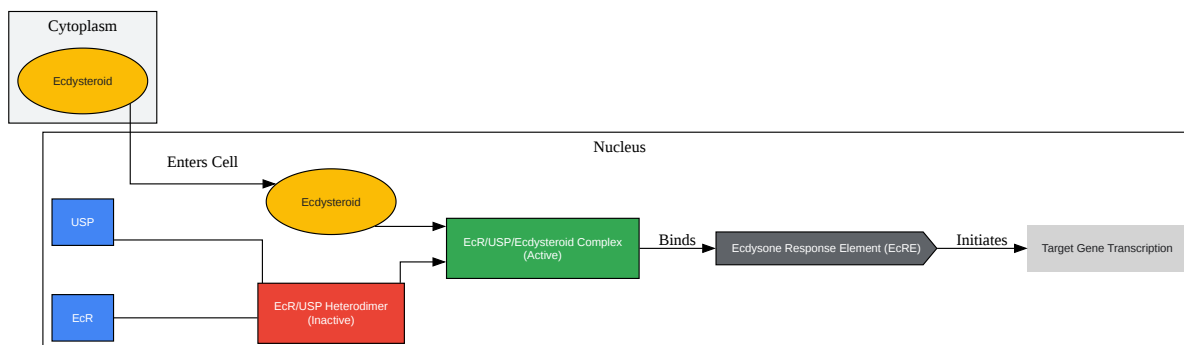 Cytoplasm
Ecdysteroid
Nucleus
Enters Cell
Ecdysteroid
USP
EcR/USP/Ecdysteroid Complex
(Active)
Binds
Ecdysone Response Element (EcRE)
Initiates
Target Gene Transcription
EcR
EcR/USP Heterodimer
(Inactive)